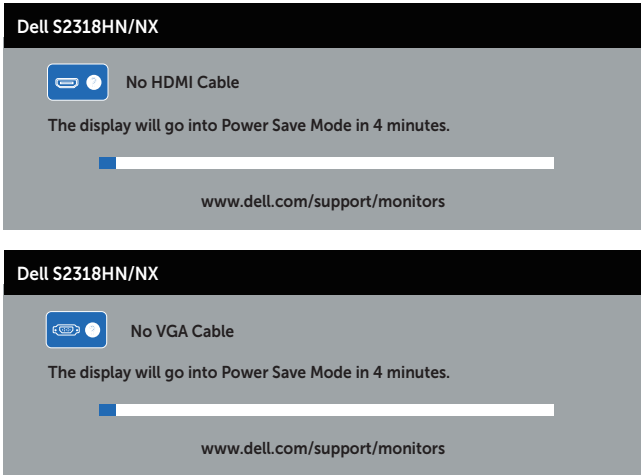 Dell S2318HN/NX
No HDMI Cable
The display will go into Power Save Mode in 4 minutes.
www.dell.com/support/monitors
Dell S2318HN/NX
No VGA Cable
The display will go into Power Save Mode in 4 minutes.
www.dell.com/support/monitors